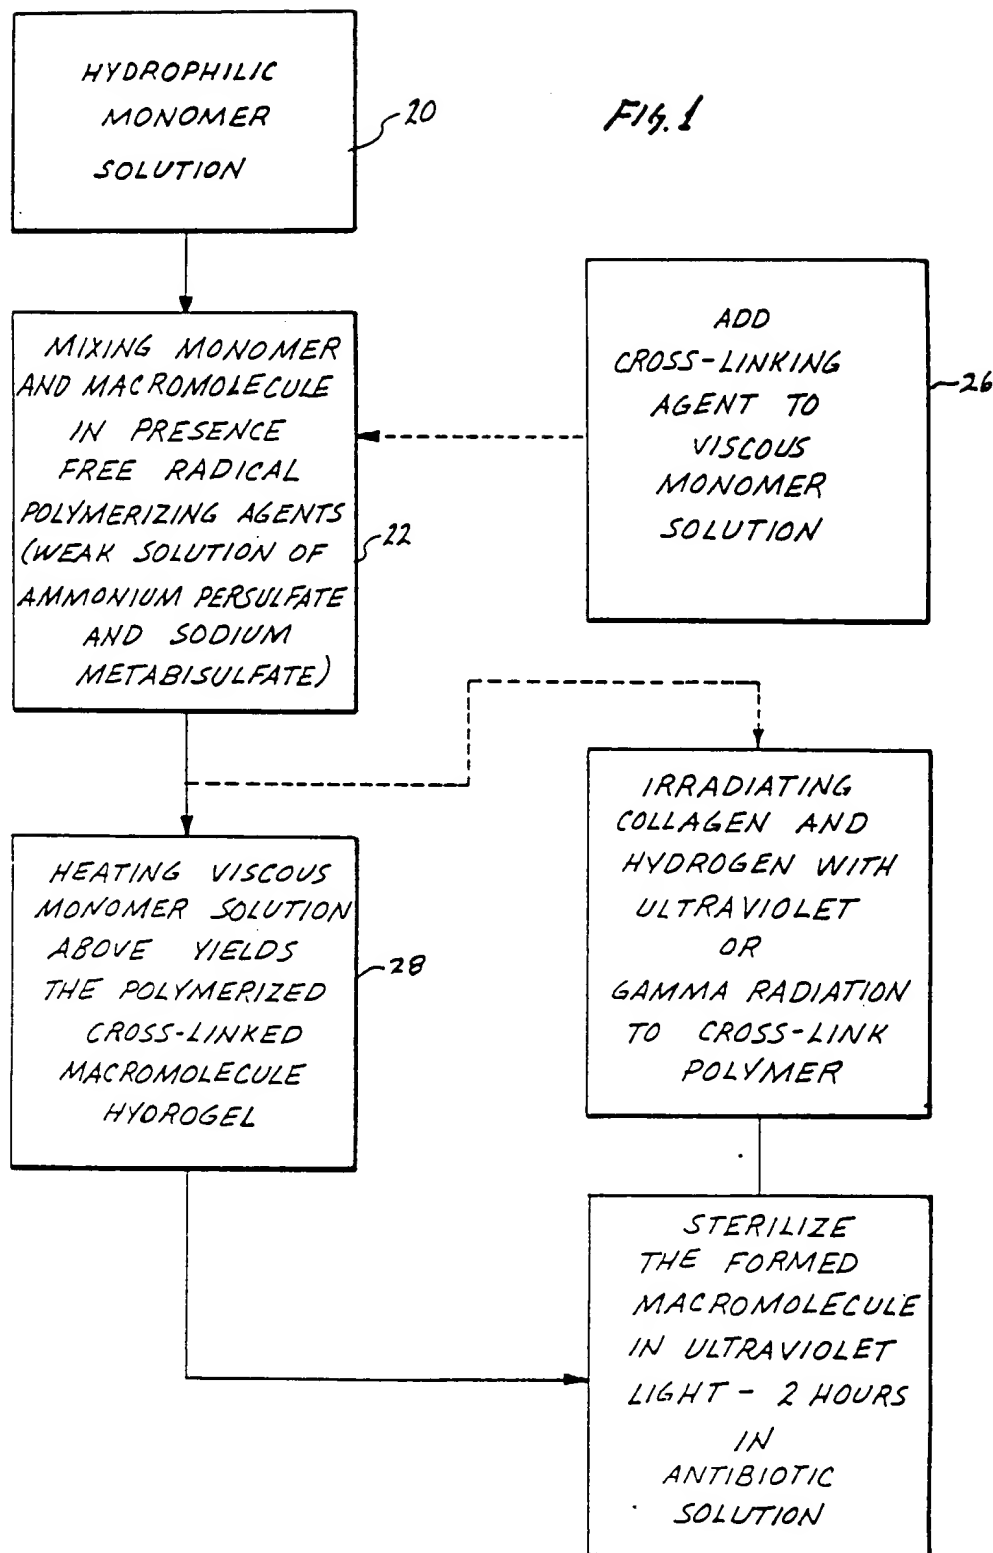 HYDROPHILIC
MONOMER
SOLUTION
20
FIG. 1
MIXING MONOMER
AND MACROMOLECULE
IN PRESENCE
FREE RADICAL
POLYMERIZING AGENTS
(WEAK SOLUTION OF
AMMONIUM PERSULFATE
AND SODIUM
METABISULFATE)
22
ADD
CROSS-LINKING
AGENT TO
VISCOUS
MONOMER
SOLUTION
26
HEATING VISCOUS
MONOMER SOLUTION
ABOVE YIELDS
THE POLYMERIZED
CROSS-LINKED
MACROMOLECULE
HYDROGEL
28
IRRADIATING
COLLAGEN AND
HYDROGEN WITH
ULTRAVIOLET
OR
GAMMA RADIATION
TO CROSS-LINK
POLYMER
STERILIZE
THE FORMED
MACROMOLECULE
IN ULTRAVIOLET
LIGHT - 2 HOURS
IN
ANTIBIOTIC
SOLUTION